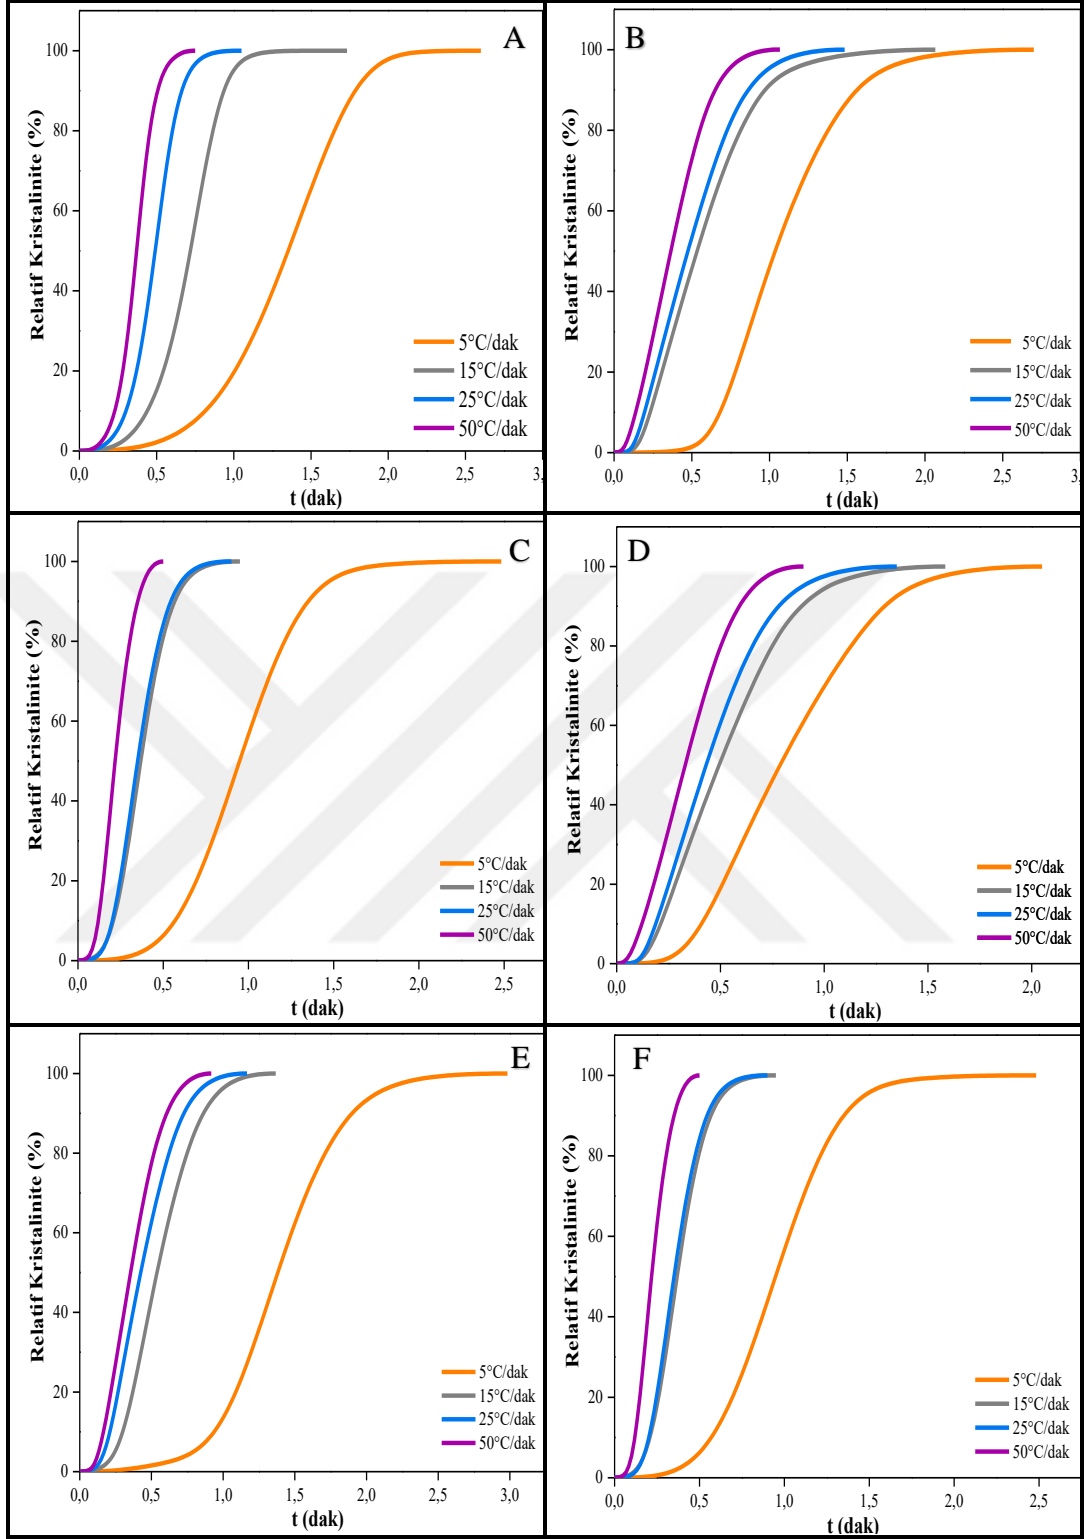 A
Relatif Kristalinite (%)
100
80
60
40
20
0
5°C/dak
15°C/dak
25°C/dak
50°C/dak
0,0 0,5 1,0 1,5 2,0 2,5 3,
t (dak)
B
Relatif Kristalinite (%)
100
80
60
40
20
0
5°C/dak
15°C/dak
25°C/dak
50°C/dak
0,0 0,5 1,0 1,5 2,0 2,5 3,
t (dak)
C
Relatif Kristalinite (%)
100
80
60
40
20
0
5°C/dak
15°C/dak
25°C/dak
50°C/dak
0,0 0,5 1,0 1,5 2,0 2,5
t (dak)
D
Relatif Kristalinite (%)
100
80
60
40
20
0
5°C/dak
15°C/dak
25°C/dak
50°C/dak
0,0 0,5 1,0 1,5 2,0
t (dak)
E
Relatif Kristalinite (%)
100
80
60
40
20
0
5°C/dak
15°C/dak
25°C/dak
50°C/dak
0,0 0,5 1,0 1,5 2,0 2,5 3,0
t (dak)
F
Relatif Kristalinite (%)
100
80
60
40
20
0
5°C/dak
15°C/dak
25°C/dak
50°C/dak
0,0 0,5 1,0 1,5 2,0 2,5
t (dak)